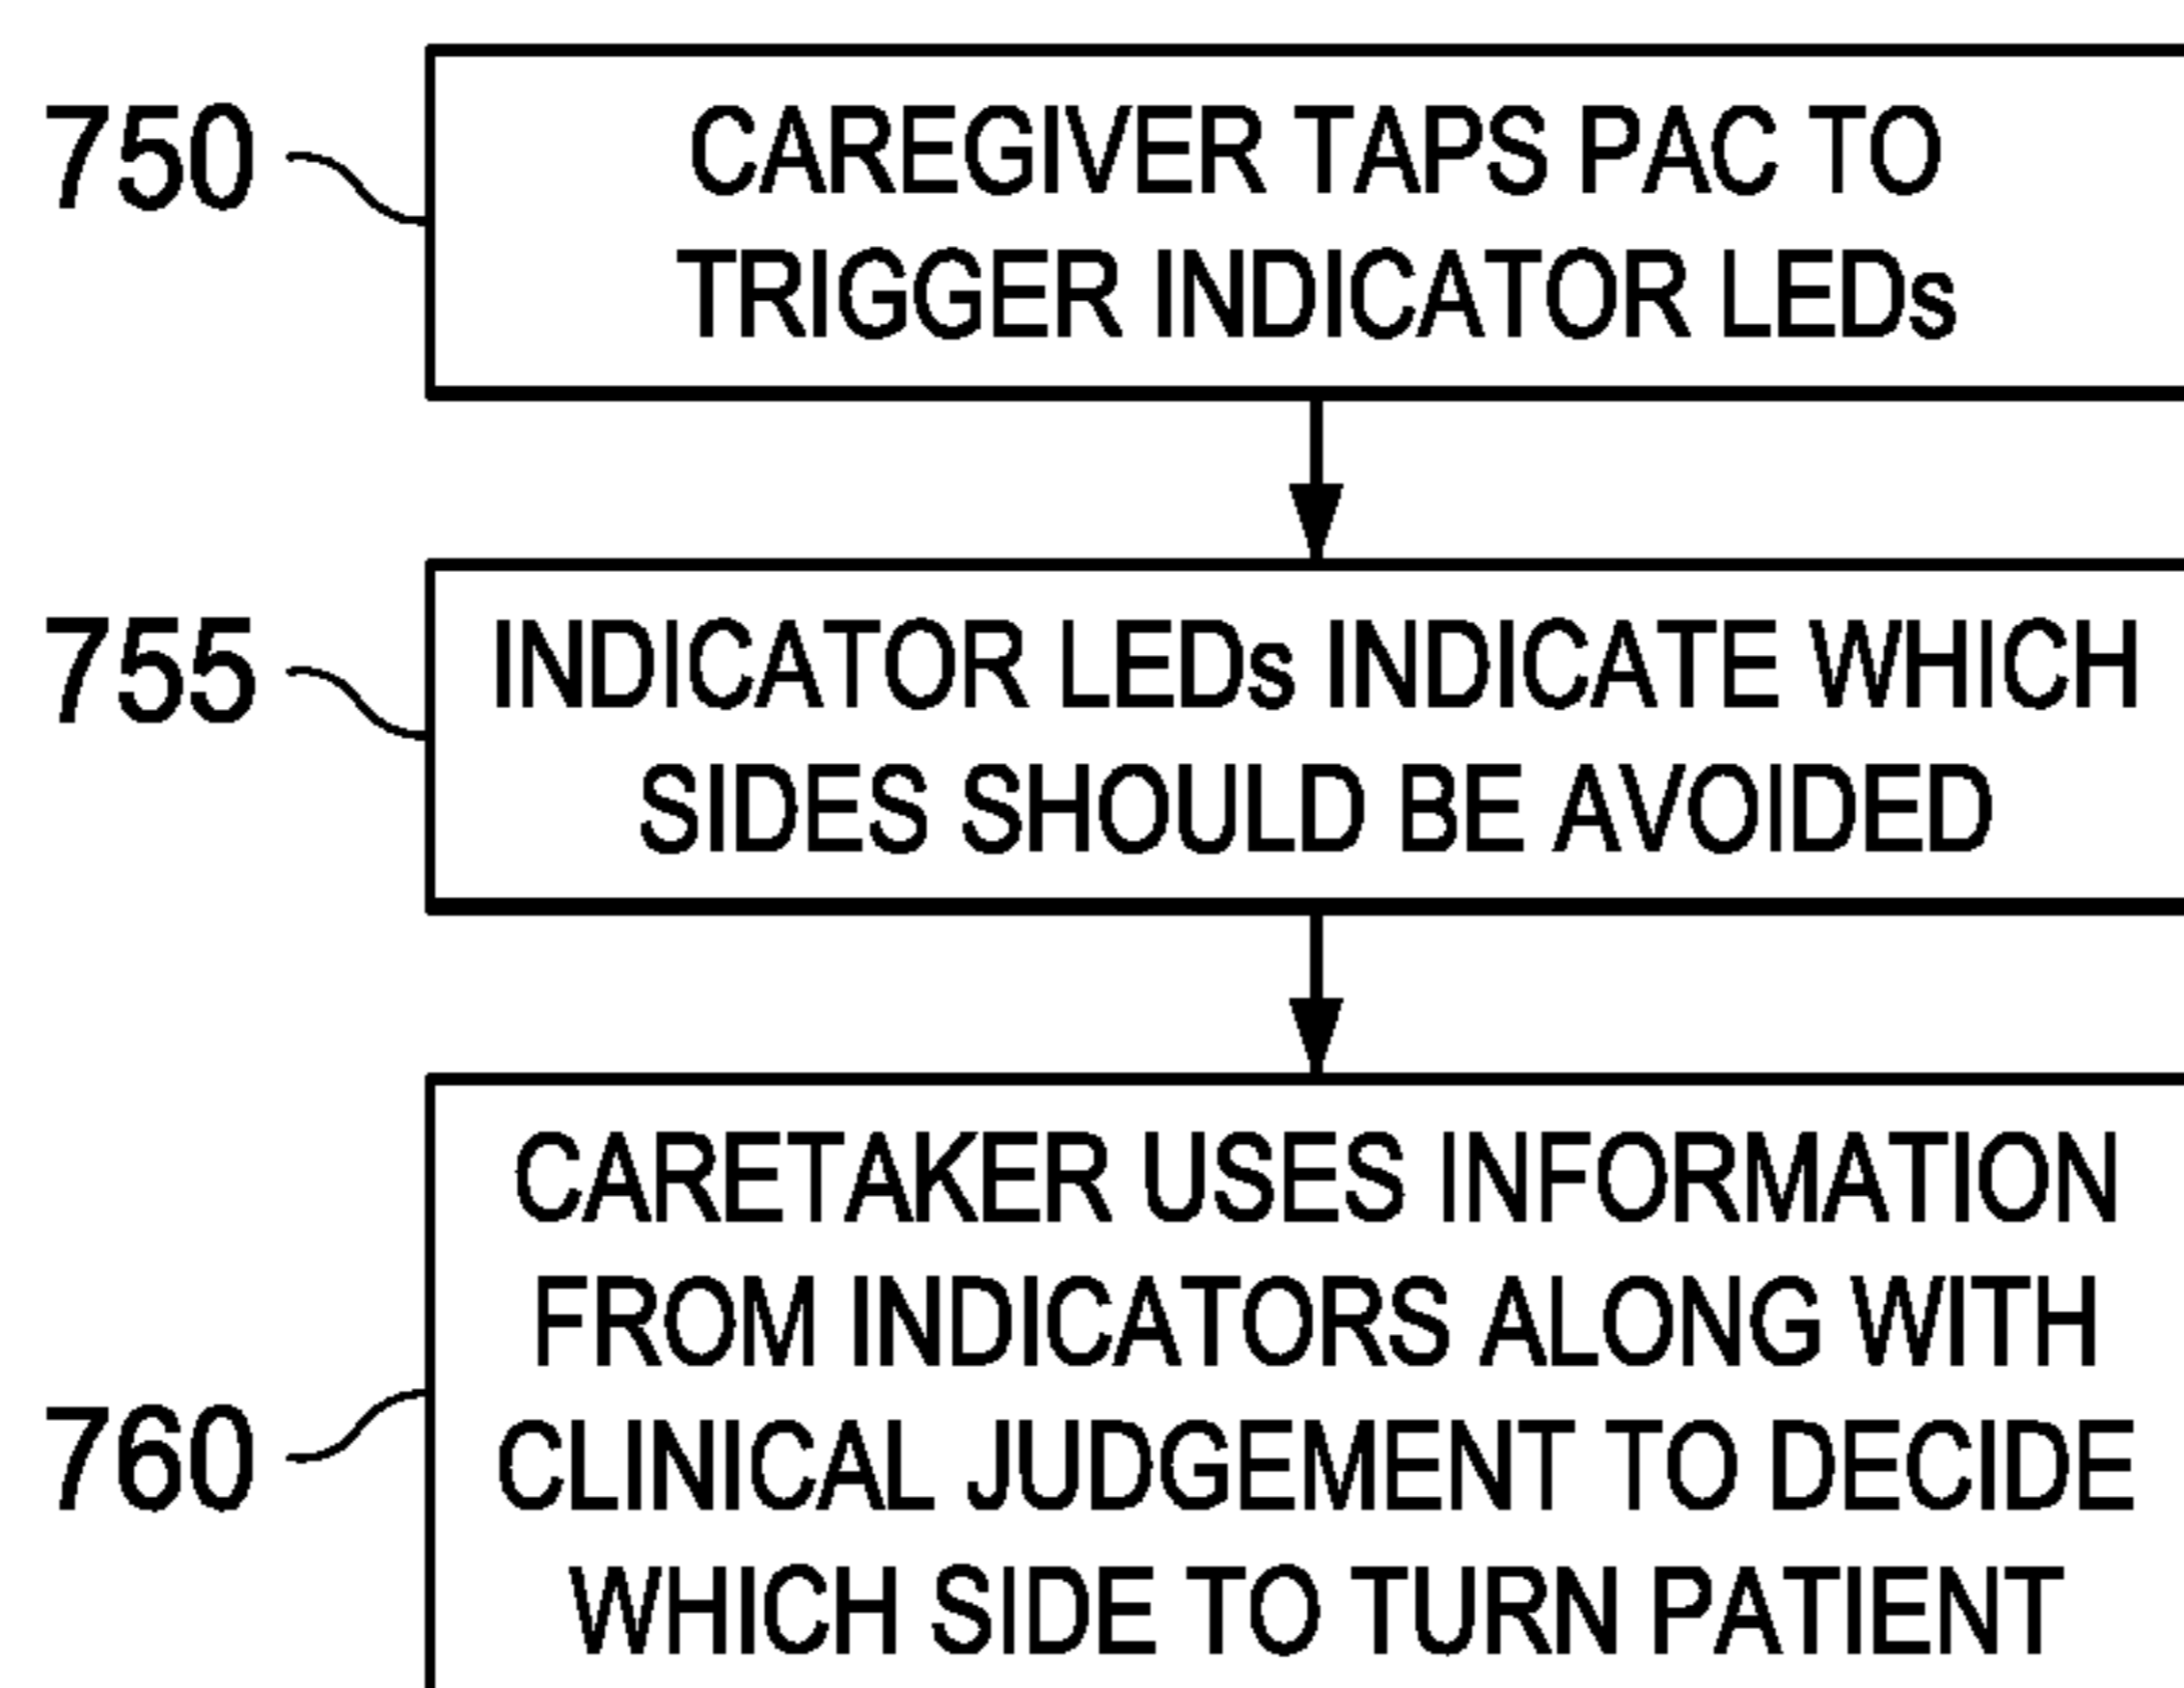 750
CAREGIVER TAPS PAC TO
TRIGGER INDICATOR LEDs
755
INDICATOR LEDs INDICATE WHICH
SIDES SHOULD BE AVOIDED
760
CARETAKER USES INFORMATION
FROM INDICATORS ALONG WITH
CLINICAL JUDGEMENT TO DECIDE
WHICH SIDE TO TURN PATIENT